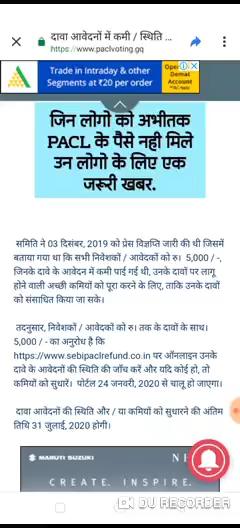 दावा आवेदनों में कमी / स्थिति ...
https://www.paclvoting.gq
Trade in Intraday & other
Segments at ₹20 per order
Demat
Account
जिन लोगो को अभीतक
PACL के पैसे नही मिले
उन लोगो के लिए एक
जरूरी खबर.
समिति ने 03 दिसंबर, 2019 को प्रेस विज्ञप्ति जारी की थी जिसमें
बताया गया था कि सभी निवेशकों / आवेदकों को रु। 5,000 / -,
जिनके दावे के आवेदन में कमी पाई गई थी, उनके दावों पर लागू
होने वाली अच्छी कमियों को पूरा करने के लिए, ताकि उनके दावों
को संसाधित किया जा सके।
तदनुसार, निवेशकों / आवेदकों को रु। तक के दावों के साथ।
5,000 / - का अनुरोध है कि
https://www.sebipaclrefund.co.in पर ऑनलाइन उनके
दावे के आवेदनों की स्थिति की जाँच करें और यदि कोई हो, तो
कमियों को सुधारें। पोर्टल 24 जनवरी, 2020 से चालू हो जाएगा।
दावा आवेदनों की स्थिति और / या कमियों को सुधारने की अंतिम
तिथि 31 जुलाई, 2020 होगी।
MARUTI SUZUKI
NE
CREATE. INSPIRE.
DU RECORDER